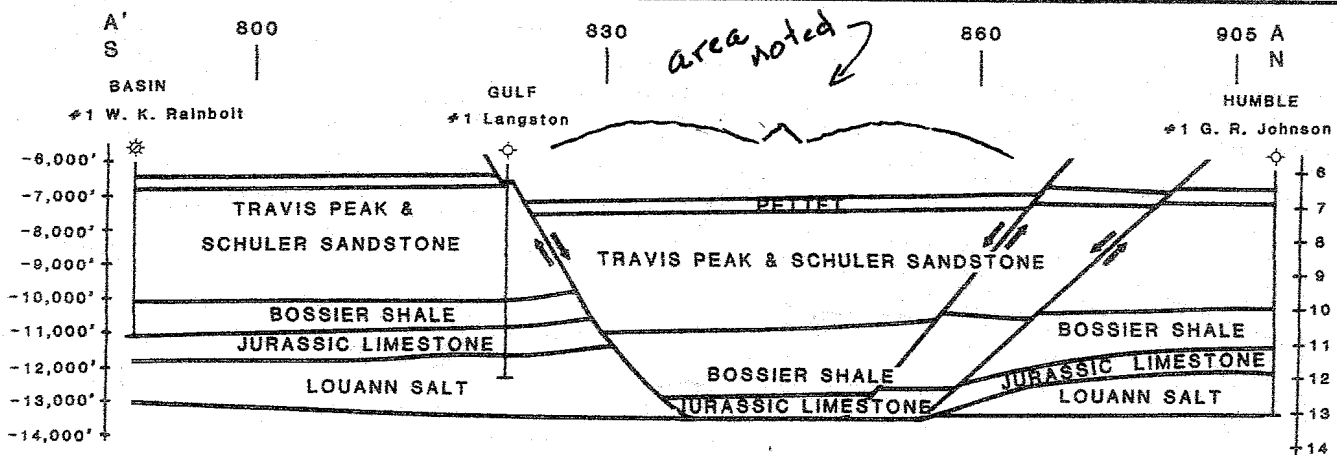 A' 800 830 area noted 860 905 A
S N
BASIN GULF HUMBLE
#1 W. K. Rainbolt #1 Langston #1 G. R. Johnson
-6,000' 6
-7,000' PETTET 7
TRAVIS PEAK &
-8,000' 8
SCHULER SANDSTONE TRAVIS PEAK & SCHULER SANDSTONE
-9,000' 9
-10,000' 10
BOSSIER SHALE BOSSIER SHALE
-11,000' 11
JURASSIC LIMESTONE JURASSIC LIMESTONE
-12,000' BOSSIER SHALE 12
LOUANN SALT JURASSIC LIMESTONE LOUANN SALT
-13,000' 13
-14,000' 14